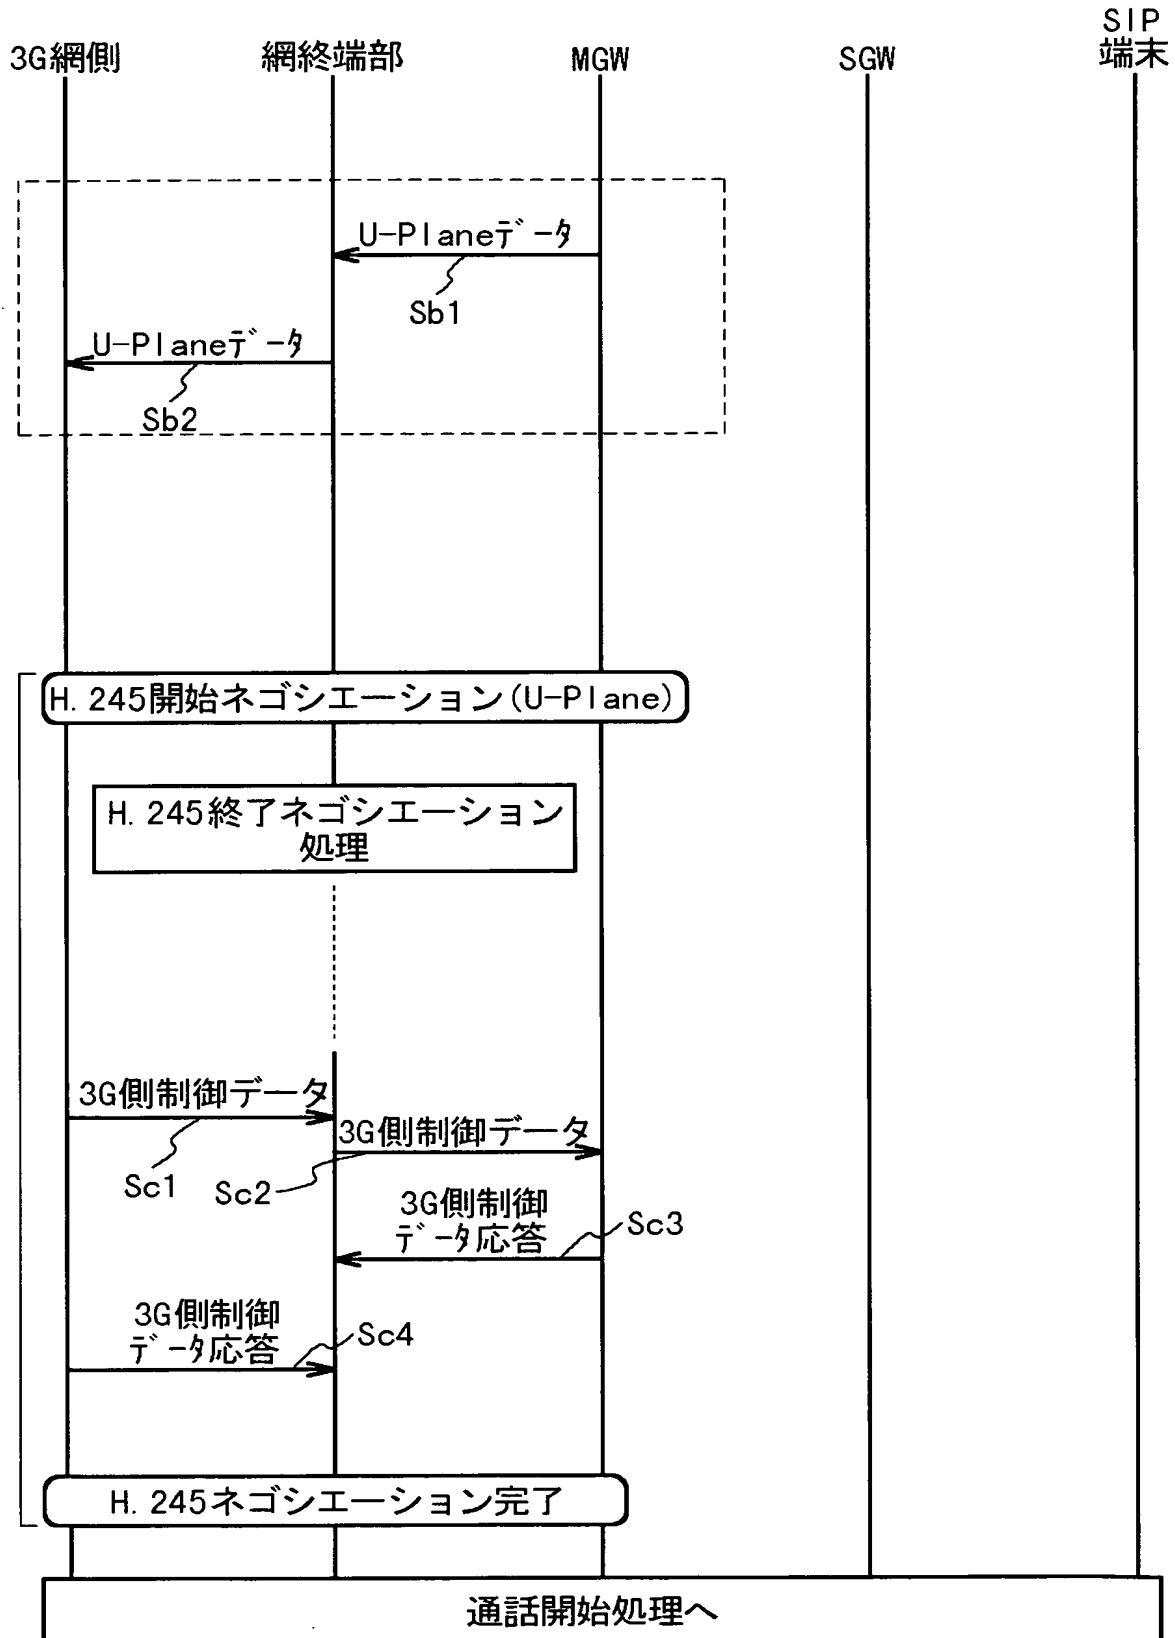 3G網側
網終端部
MGW
SGW
SIP
端末
U-Planeデータ
Sb1
U-Planeデータ
Sb2
H.245開始ネゴシエーション(U-Plane)
H.245終了ネゴシエーション
処理
3G側制御データ
Sc1
3G側制御データ
Sc2
3G側制御
データ応答
Sc3
3G側制御
データ応答
Sc4
H.245ネゴシエーション完了
通話開始処理へ